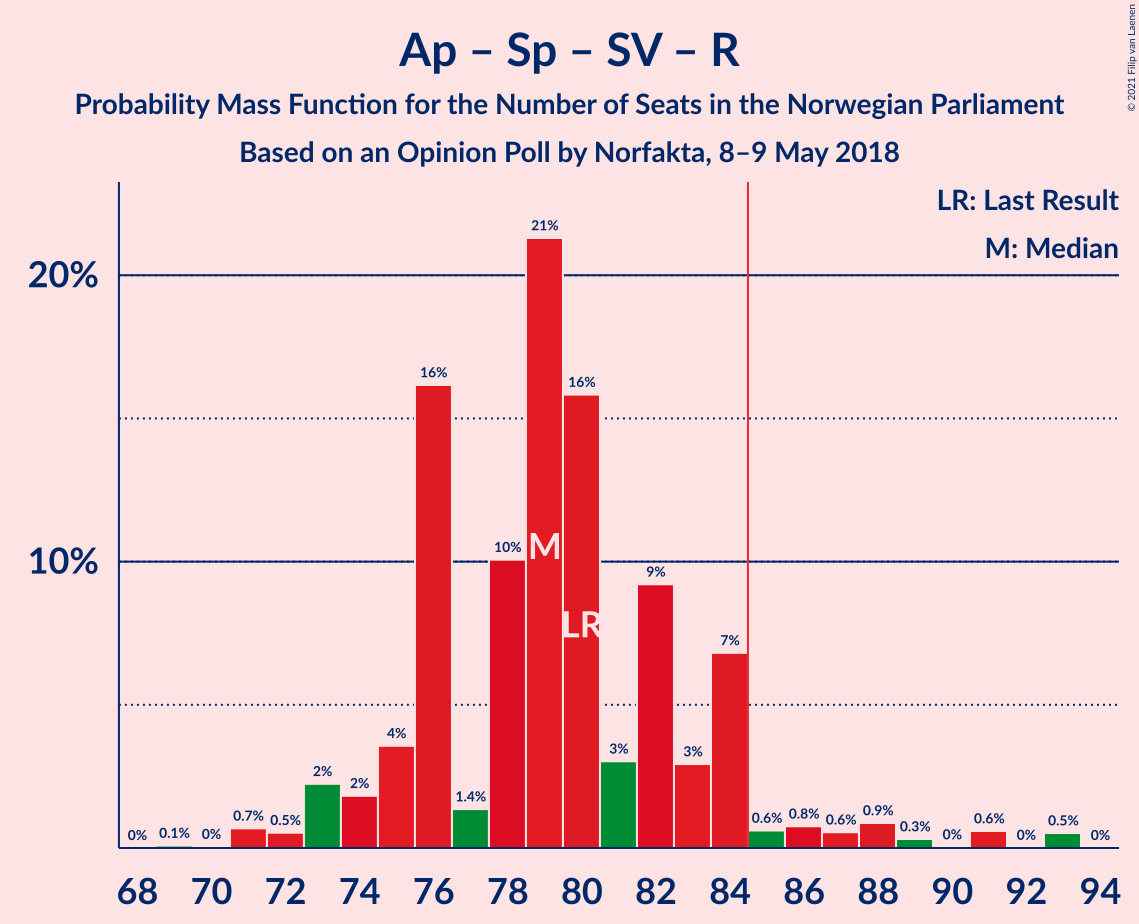 Ap – Sp – SV – R
Probability Mass Function for the Number of Seats in the Norwegian Parliament
Based on an Opinion Poll by Norfakta, 8–9 May 2018
© 2021 Filip van Laenen
LR: Last Result
M: Median
20%
10%
0% 0.1% 0% 0.7% 0.5% 2% 2% 4% 16% 1.4% 10% 21% 16% 3% 9% 3% 7% 0.6% 0.8% 0.6% 0.9% 0.3% 0% 0.6% 0% 0.5% 0%
M
LR
68 70 72 74 76 78 80 82 84 86 88 90 92 94